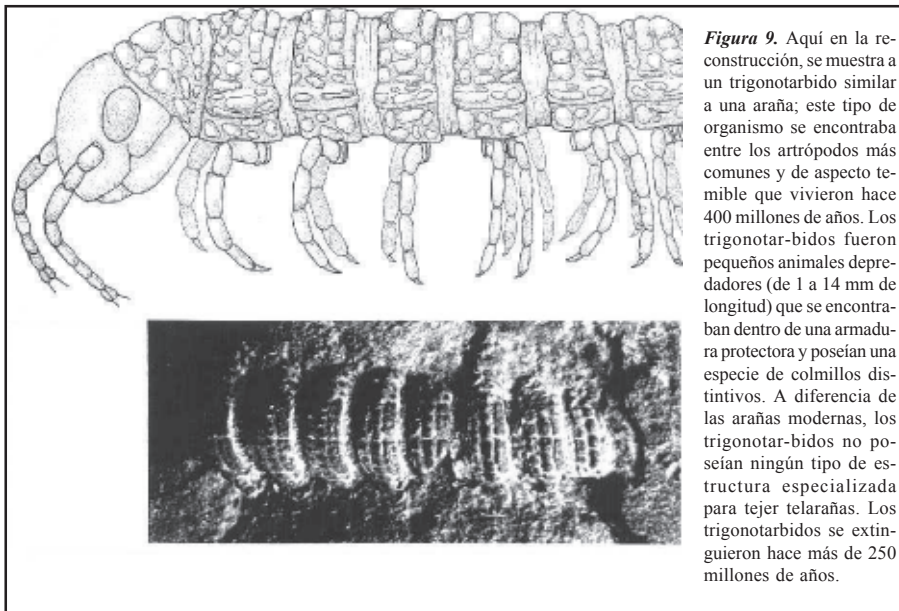 Figura 9. Aquí en la re-
construcción, se muestra a
un trigonotarbido similar
a una araña; este tipo de
organismo se encontraba
entre los artrópodos más
comunes y de aspecto te-
mible que vivieron hace
400 millones de años. Los
trigonotar-bidos fueron
pequeños animales depre-
dadores (de 1 a 14 mm de
longitud) que se encontra-
ban dentro de una armadu-
ra protectora y poseían una
especie de colmillos dis-
tintivos. A diferencia de
las arañas modernas, los
trigonotar-bidos no po-
seían ningún tipo de es-
tructura especializada
para tejer telarañas. Los
trigonotarbidos se extin-
guieron hace más de 250
millones de años.